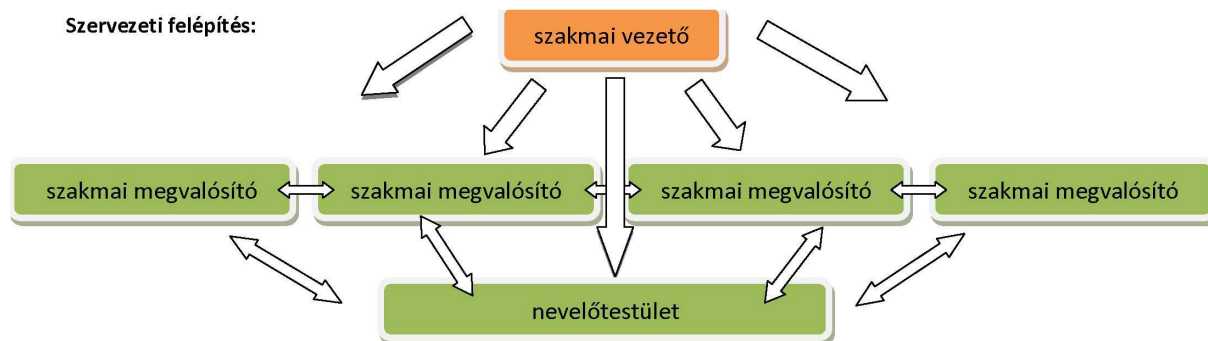 Szervezeti felépítés:
szakmai vezető
szakmai megvalósító
szakmai megvalósító
szakmai megvalósító
szakmai megvalósító
nevelőtestület